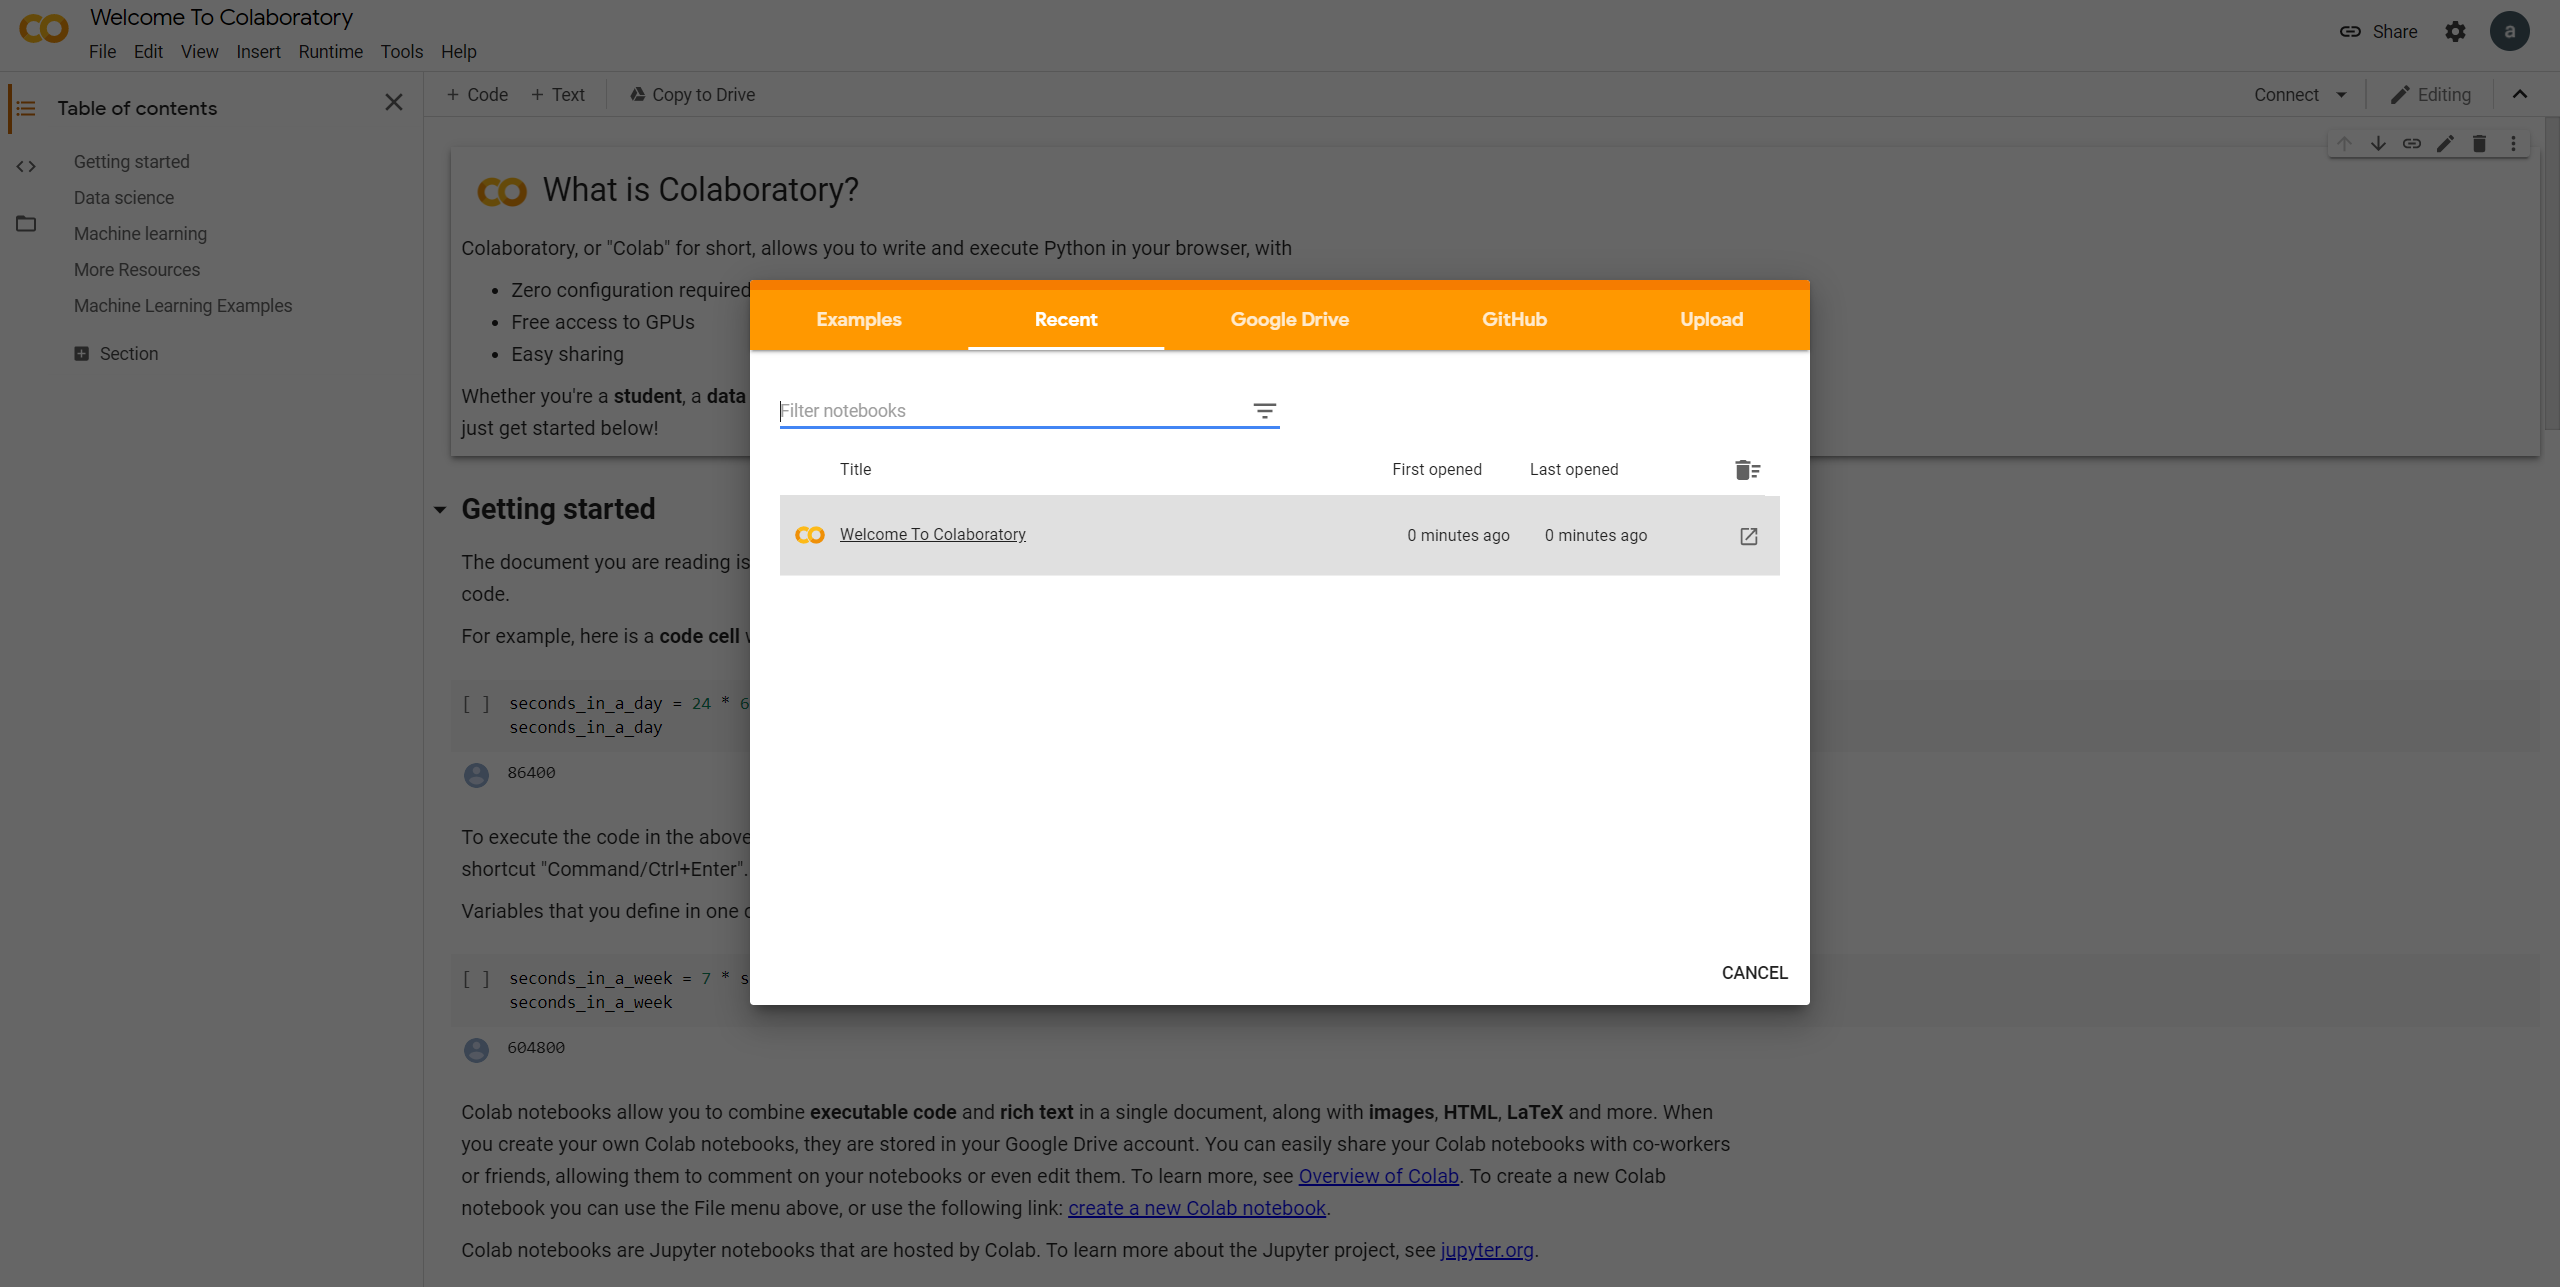 Welcome To Colaboratory
File Edit View Insert Runtime Tools Help
Share
a
Table of contents
Getting started
Data science
Machine learning
More Resources
Machine Learning Examples
Section
+ Code + Text Copy to Drive
Connect Editing
What is Colaboratory?
Colaboratory, or "Colab" for short, allows you to write and execute Python in your browser, with
• Zero configuration required
• Free access to GPUs
• Easy sharing
Whether you're a student, a data
just get started below!
Getting started
The document you are reading is
code.
For example, here is a code cell
[ ] seconds_in_a_day = 24 * 6
seconds_in_a_day
86400
To execute the code in the above
shortcut "Command/Ctrl+Enter".
Variables that you define in one
[ ] seconds_in_a_week = 7 * s
seconds_in_a_week
604800
Colab notebooks allow you to combine executable code and rich text in a single document, along with images, HTML, LaTeX and more. When
you create your own Colab notebooks, they are stored in your Google Drive account. You can easily share your Colab notebooks with co-workers
or friends, allowing them to comment on your notebooks or even edit them. To learn more, see Overview of Colab. To create a new Colab
notebook you can use the File menu above, or use the following link: create a new Colab notebook.
Colab notebooks are Jupyter notebooks that are hosted by Colab. To learn more about the Jupyter project, see jupyter.org.
Examples Recent Google Drive GitHub Upload
Filter notebooks
Title First opened Last opened
Welcome To Colaboratory 0 minutes ago 0 minutes ago
CANCEL